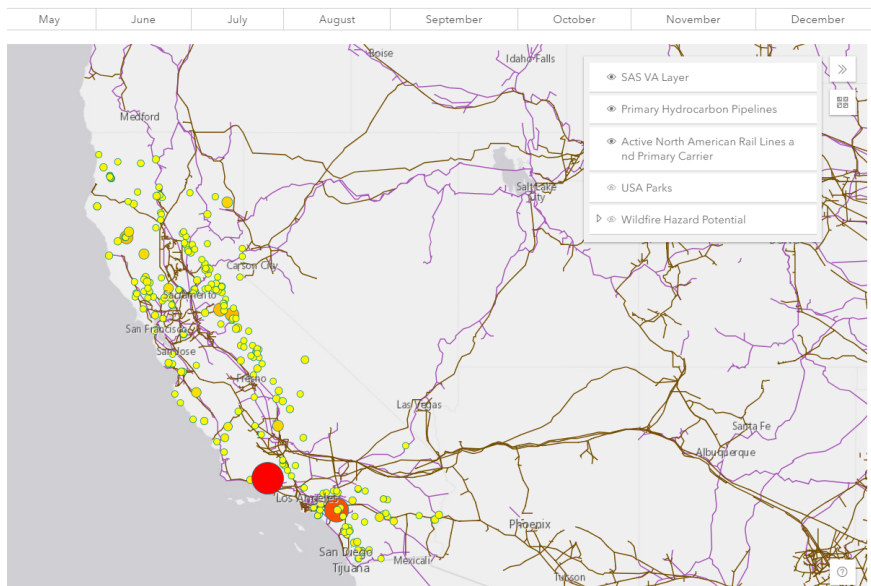 May June July August September October November December
Boise
Idaho Falls
SAS VA Layer
Primary Hydrocarbon Pipelines
Medford
Active North American Rail Lines a
nd Primary Carrier
USA Parks
Salt Lake
City
Wildfire Hazard Potential
Carson City
Sacramento
San Francisco
San Jose
Fresno
Las Vegas
Santa Fe
Albuquerque
Los Angeles
Phoenix
San Diego
Mexicali
Tijuana
Tucson